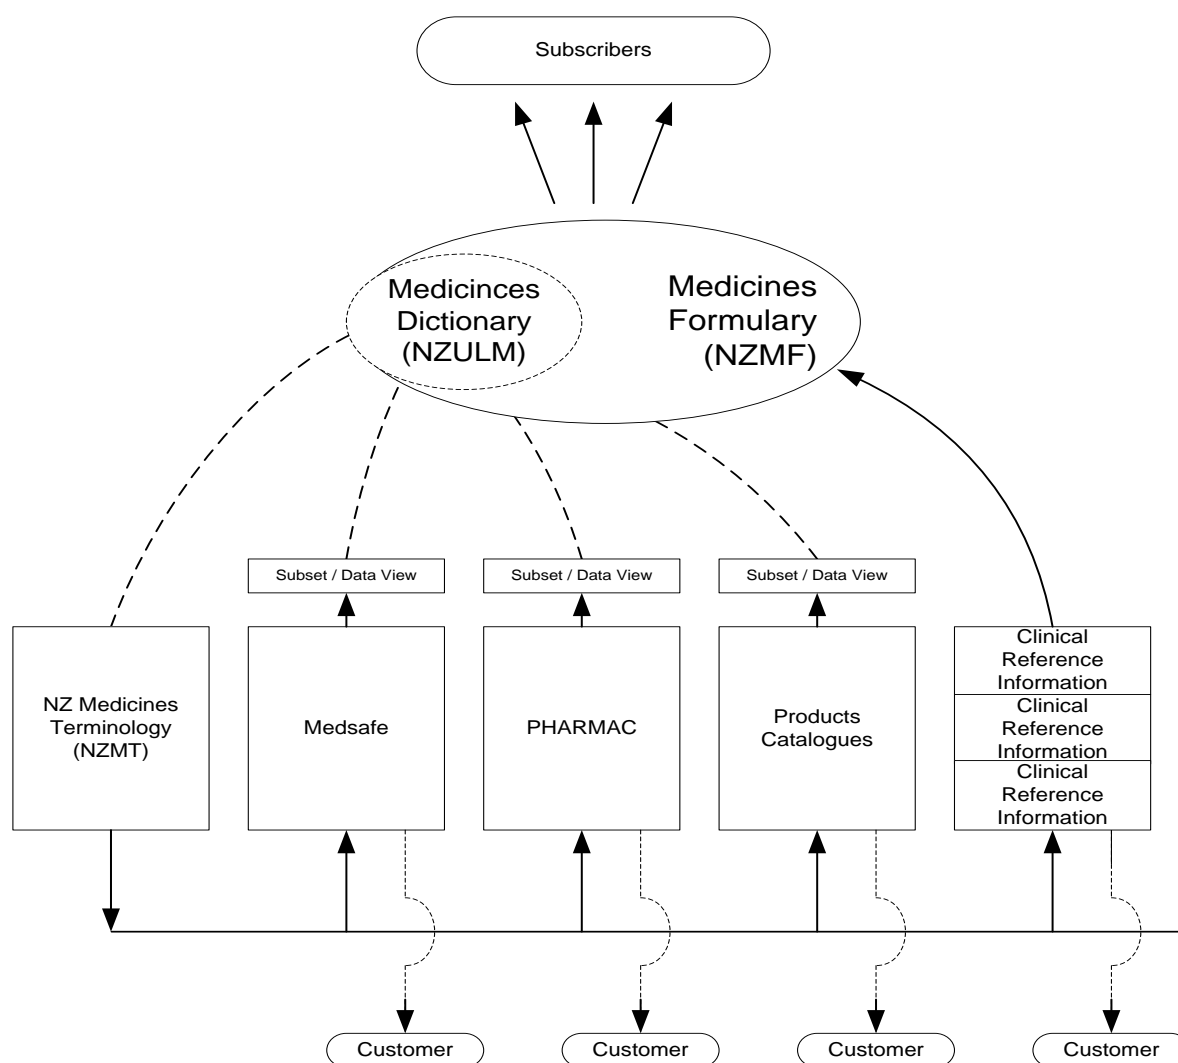 Subscribers
Medicinces
Dictionary
(NZULM)
Medicines
Formulary
(NZMF)
Subset / Data View
Subset / Data View
Subset / Data View
NZ Medicines
Terminology
(NZMT)
Medsafe
PHARMAC
Products
Catalogues
Clinical
Reference
Information
Clinical
Reference
Information
Clinical
Reference
Information
Customer
Customer
Customer
Customer